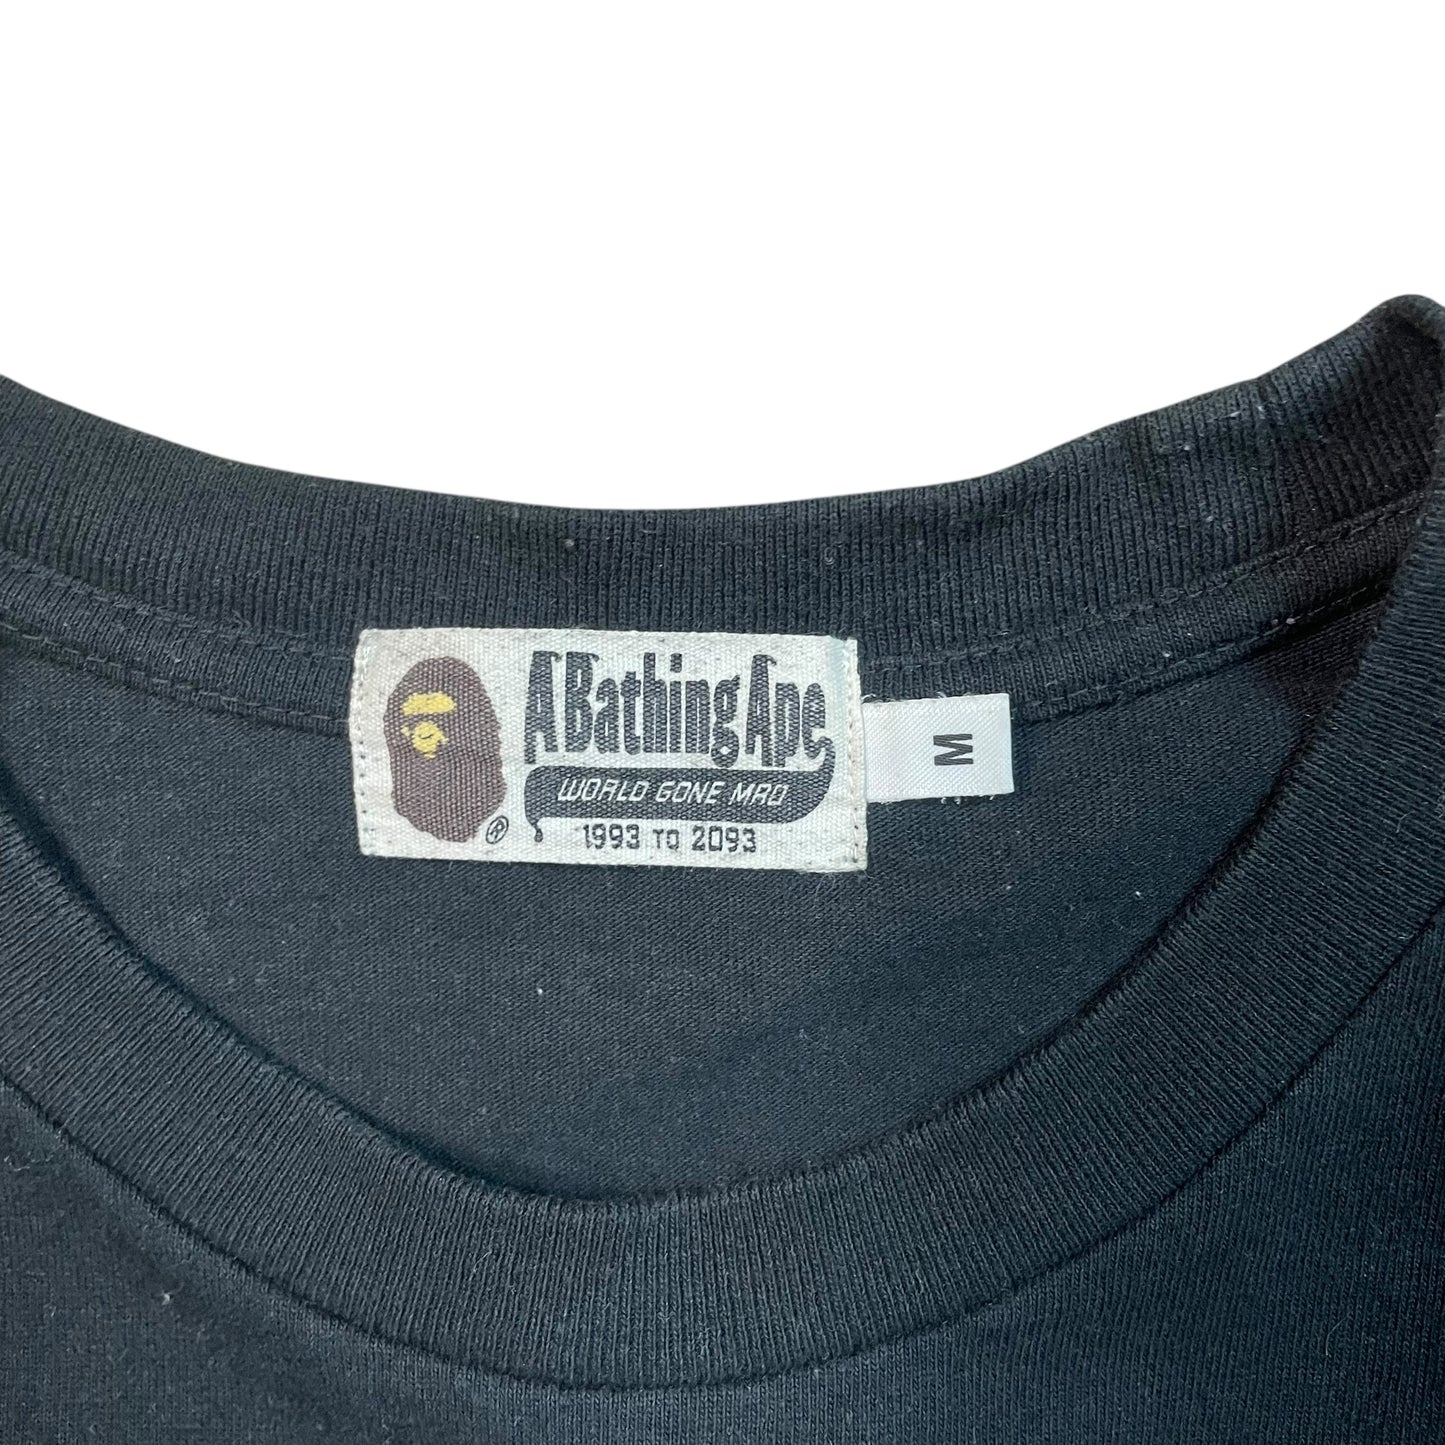 A Bathing Ape
WORLD GONE MAD
1993 TO 2093
®
M